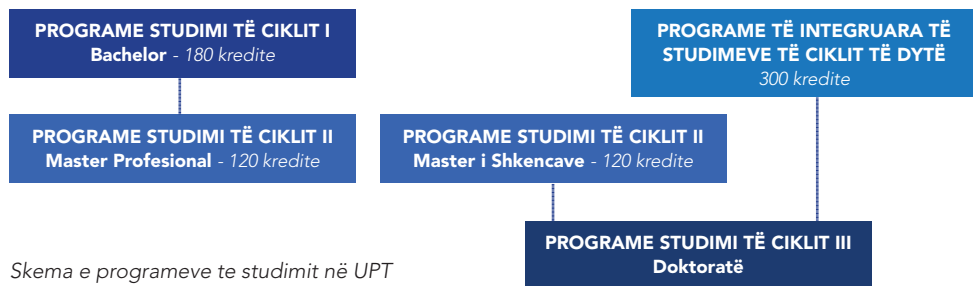 PROGRAME STUDIMI TË CIKLIT I
Bachelor - 180 kredite
PROGRAME TË INTEGRUARA TË
STUDIMEVE TË CIKLIT TË DYTË
300 kredite
PROGRAME STUDIMI TË CIKLIT II
Master Profesional - 120 kredite
PROGRAME STUDIMI TË CIKLIT II
Master i Shkencave - 120 kredite
PROGRAME STUDIMI TË CIKLIT III
Doktoratë
Skema e programeve te studimit në UPT